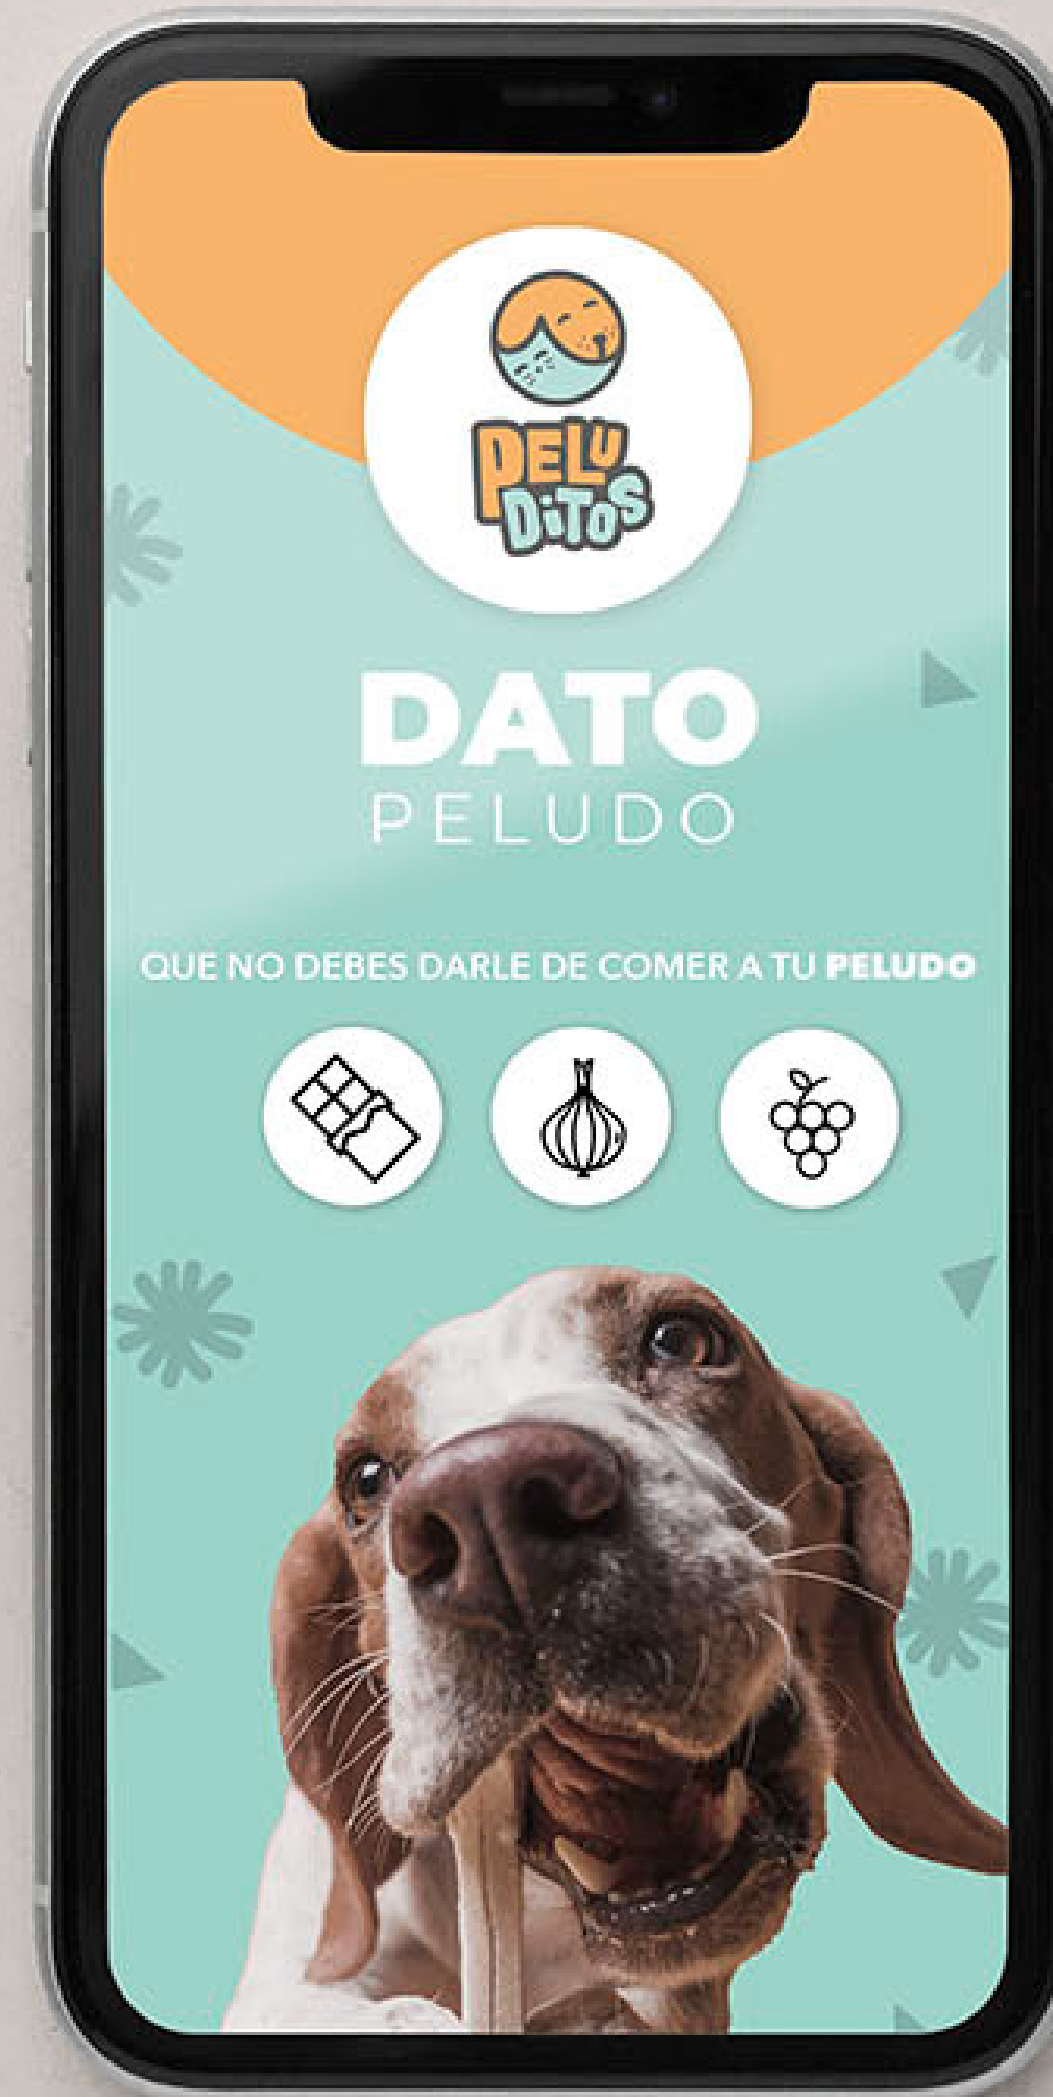 PELU
DiTOS
DATO
PELUDO
QUE NO DEBES DARLE DE COMER A TU PELUDO